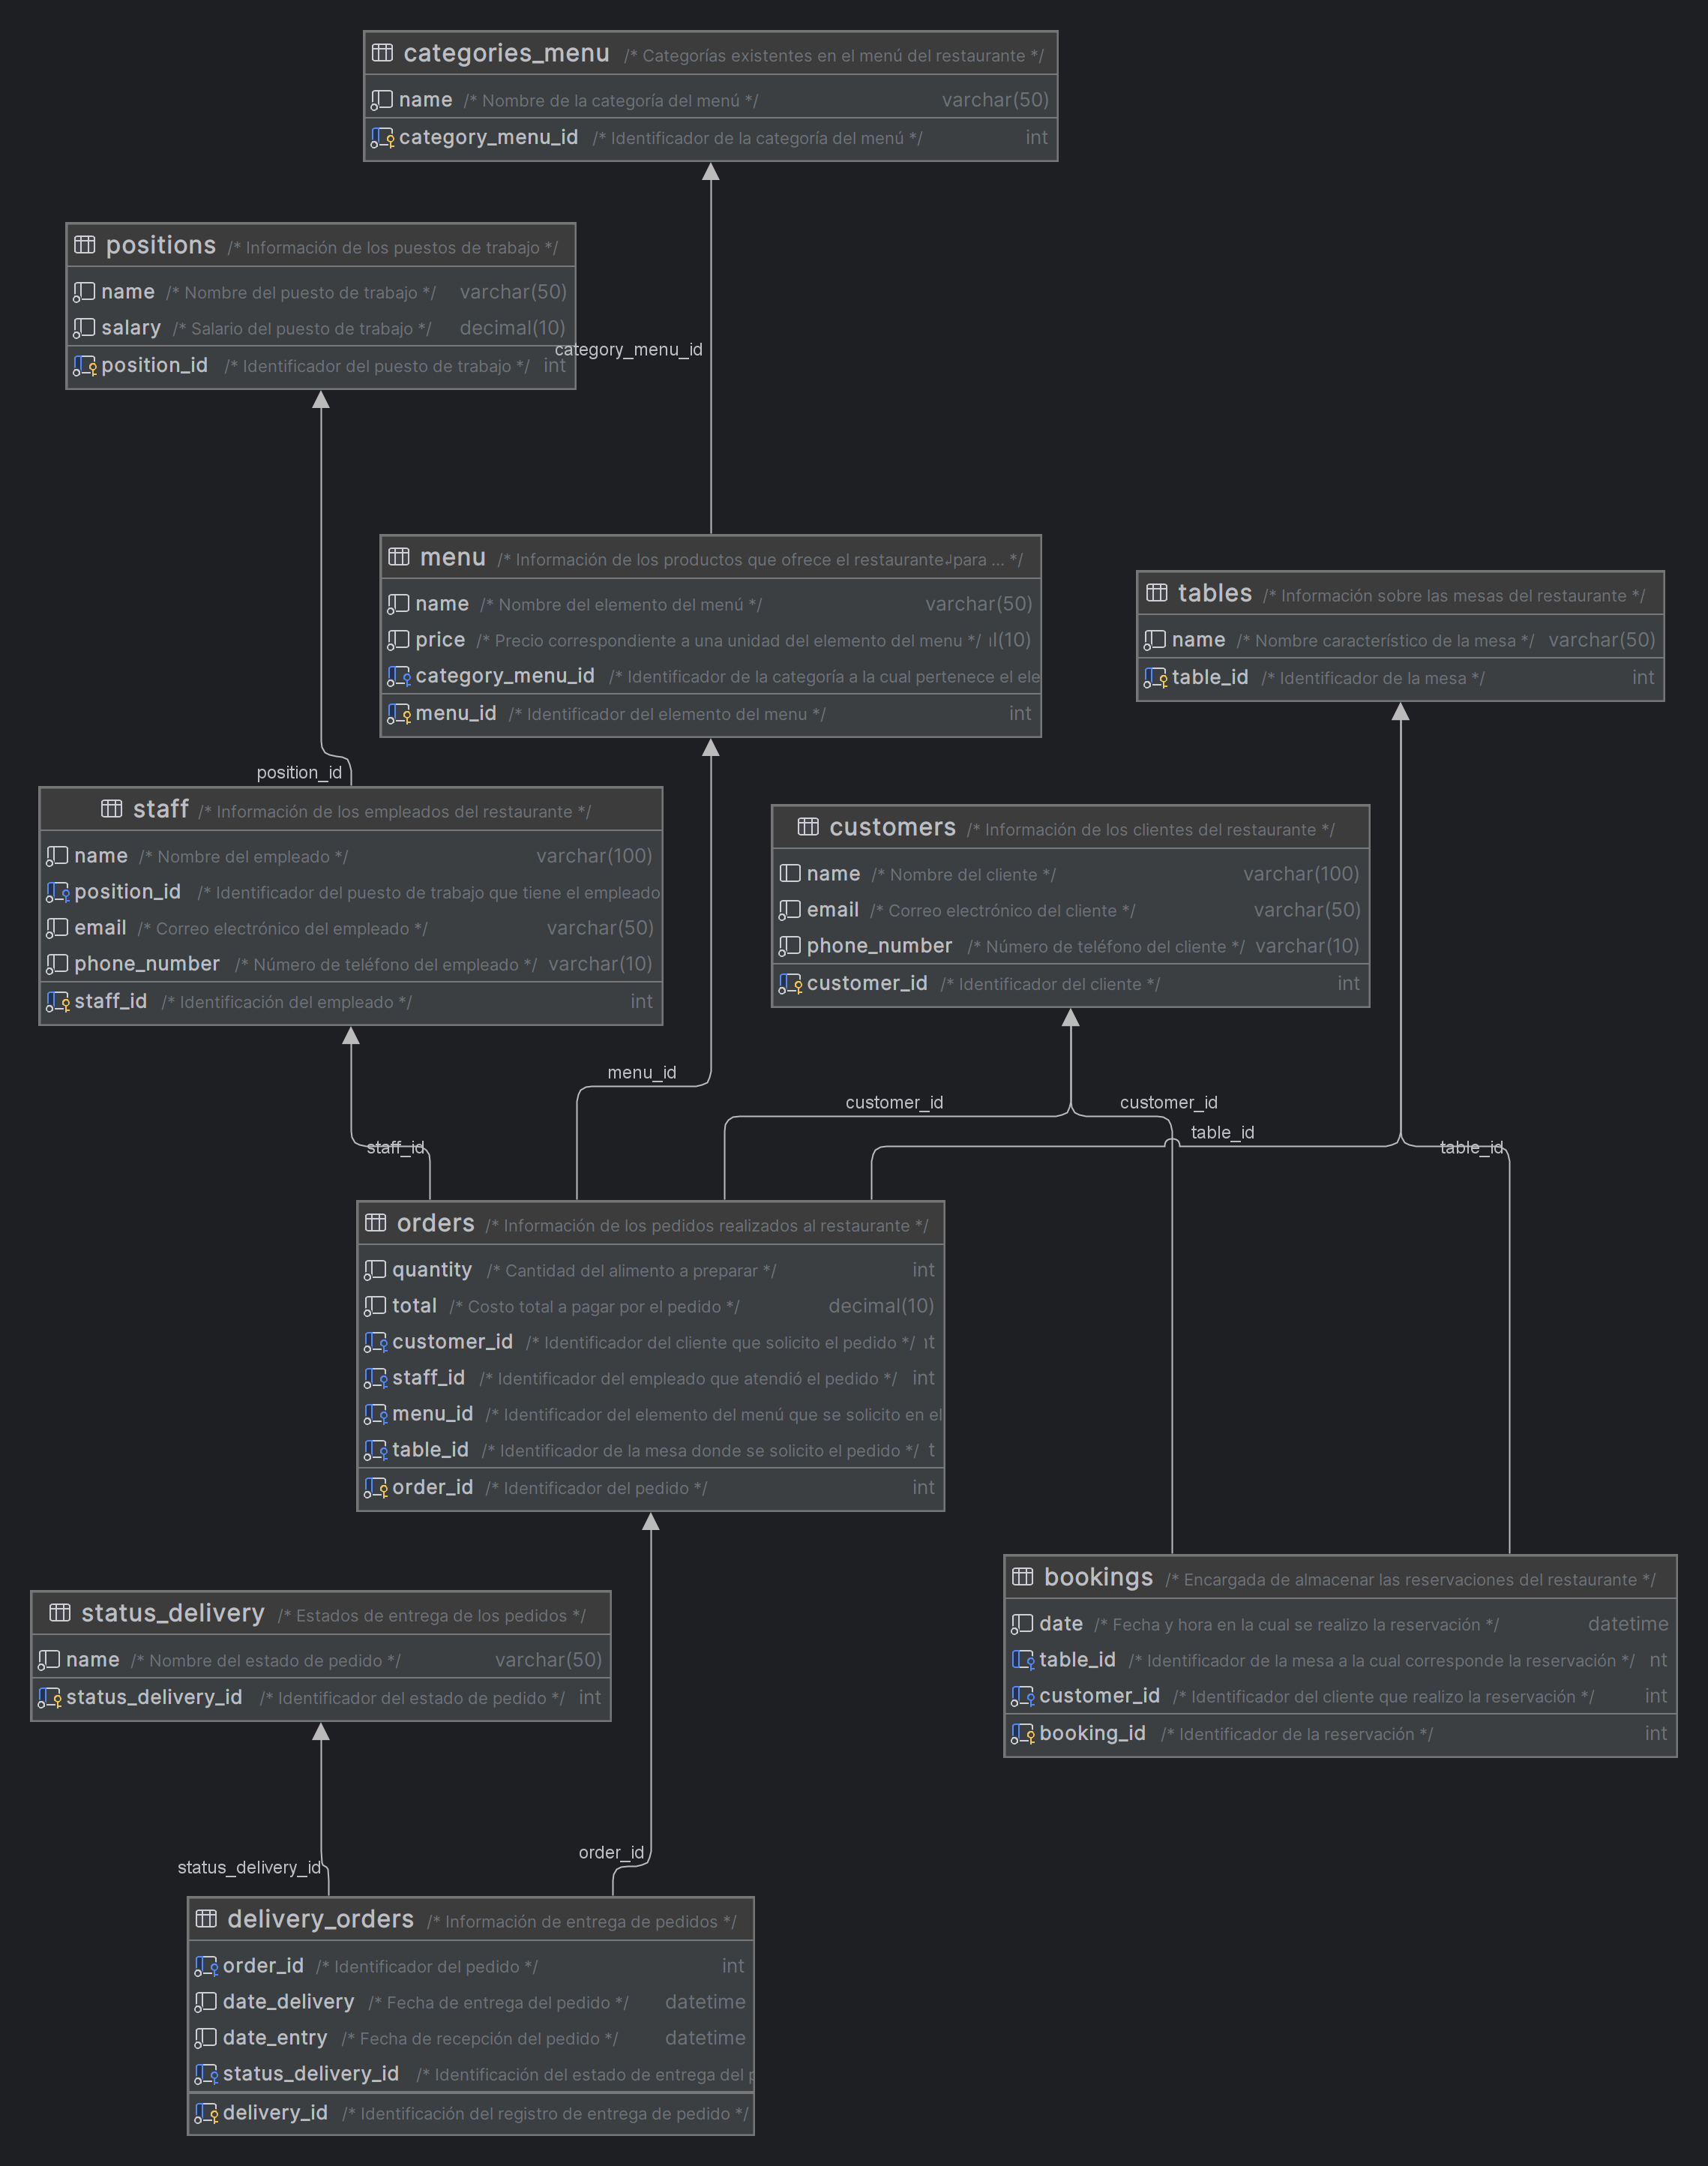 categories_menu /* Categorías existentes en el menú del restaurante */
name /* Nombre de la categoría del menú */ varchar(50)
category_menu_id /* Identificador de la categoría del menú */ int
positions /* Información de los puestos de trabajo */
name /* Nombre del puesto de trabajo */ varchar(50)
salary /* Salario del puesto de trabajo */ decimal(10)
position_id /* Identificador del puesto de trabajo */ int
category_menu_id
menu /* Información de los productos que ofrece el restaurante↲para ... */
name /* Nombre del elemento del menú */ varchar(50)
price /* Precio correspondiente a una unidad del elemento del menu */ l(10)
category_menu_id /* Identificador de la categoría a la cual pertenece el ele
menu_id /* Identificador del elemento del menu */ int
tables /* Información sobre las mesas del restaurante */
name /* Nombre característico de la mesa */ varchar(50)
table_id /* Identificador de la mesa */ int
position_id
staff /* Información de los empleados del restaurante */
name /* Nombre del empleado */ varchar(100)
position_id /* Identificador del puesto de trabajo que tiene el empleado
email /* Correo electrónico del empleado */ varchar(50)
phone_number /* Número de teléfono del empleado */ varchar(10)
staff_id /* Identificación del empleado */ int
customers /* Información de los clientes del restaurante */
name /* Nombre del cliente */ varchar(100)
email /* Correo electrónico del cliente */ varchar(50)
phone_number /* Número de teléfono del cliente */ varchar(10)
customer_id /* Identificador del cliente */ int
menu_id
customer_id
customer_id
table_id
staff_id
table_id
orders /* Información de los pedidos realizados al restaurante */
quantity /* Cantidad del alimento a preparar */ int
total /* Costo total a pagar por el pedido */ decimal(10)
customer_id /* Identificador del cliente que solicito el pedido */ t
staff_id /* Identificador del empleado que atendió el pedido */ int
menu_id /* Identificador del elemento del menú que se solicito en el
table_id /* Identificador de la mesa donde se solicito el pedido */ t
order_id /* Identificador del pedido */ int
bookings /* Encargada de almacenar las reservaciones del restaurante */
date /* Fecha y hora en la cual se realizo la reservación */ datetime
table_id /* Identificador de la mesa a la cual corresponde la reservación */ nt
customer_id /* Identificador del cliente que realizo la reservación */ int
booking_id /* Identificador de la reservación */ int
status_delivery /* Estados de entrega de los pedidos */
name /* Nombre del estado de pedido */ varchar(50)
status_delivery_id /* Identificador del estado de pedido */ int
order_id
status_delivery_id
delivery_orders /* Información de entrega de pedidos */
order_id /* Identificador del pedido */ int
date_delivery /* Fecha de entrega del pedido */ datetime
date_entry /* Fecha de recepción del pedido */ datetime
status_delivery_id /* Identificación del estado de entrega del p
delivery_id /* Identificación del registro de entrega de pedido */